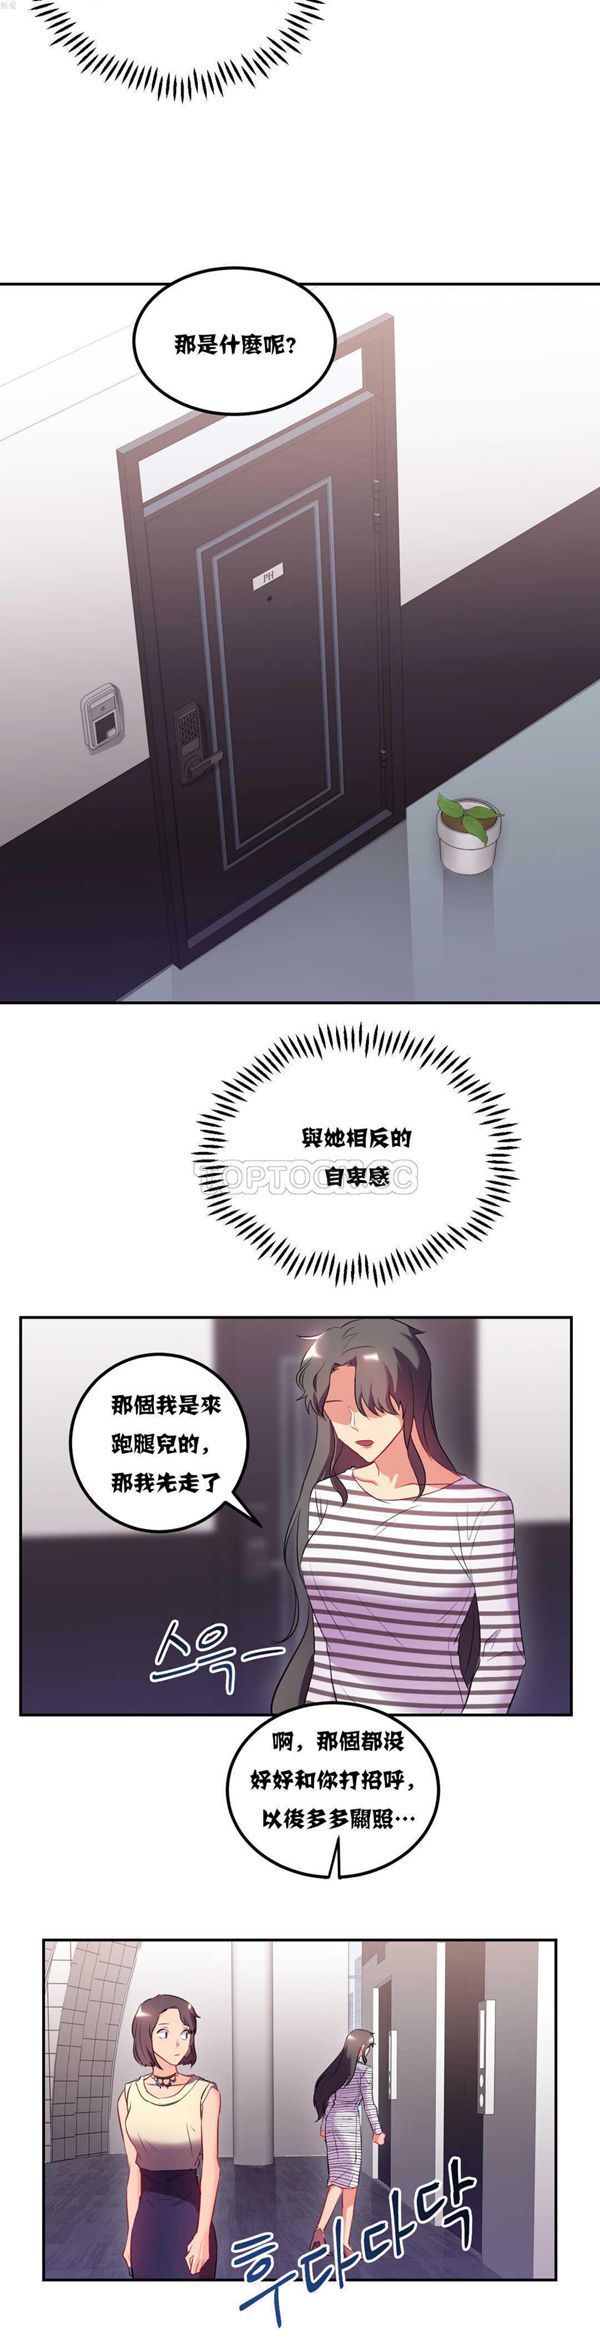 那是什麼呢?
PH
與她相反的
自卑感
TOPTOON.CC
那個我是來
跑腿兒的,
那我先走了
스윽-
啊, 那個都没
好好和你打招呼,
以後多多關照…
후다다닥